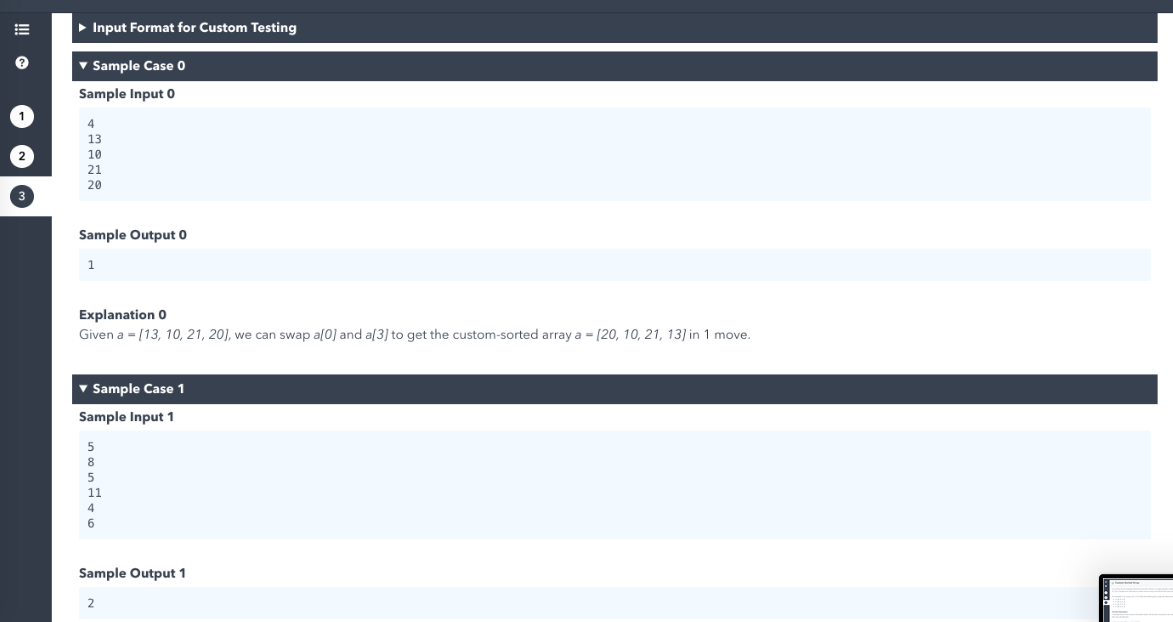 Input Format for Custom Testing
Sample Case 0
Sample Input 0
4
13
10
21
20
Sample Output 0
1
Explanation 0
Given a = [13, 10, 21, 20], we can swap a[0] and a[3] to get the custom-sorted array a = [20, 10, 21, 13] in 1 move.
Sample Case 1
Sample Input 1
5
8
5
11
4
6
Sample Output 1
2
?
1
2
3